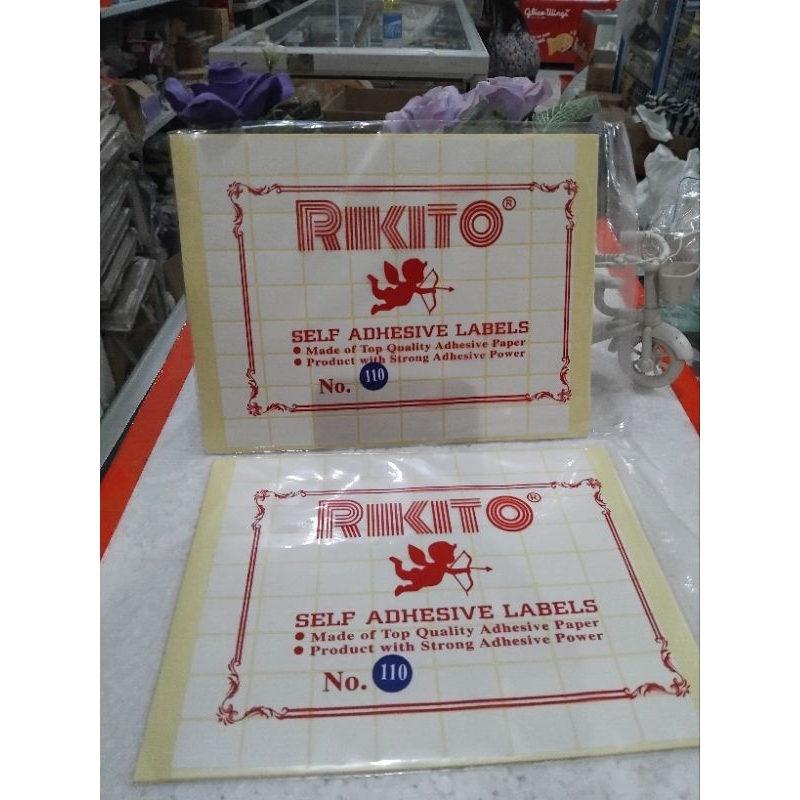 RIKITO®
SELF ADHESIVE LABELS
● Made of Top Quality Adhesive Paper
● Product with Strong Adhesive Power
No. 110
RIKITO®
SELF ADHESIVE LABELS
● Made of Top Quality Adhesive Paper
● Product with Strong Adhesive Power
No. 110